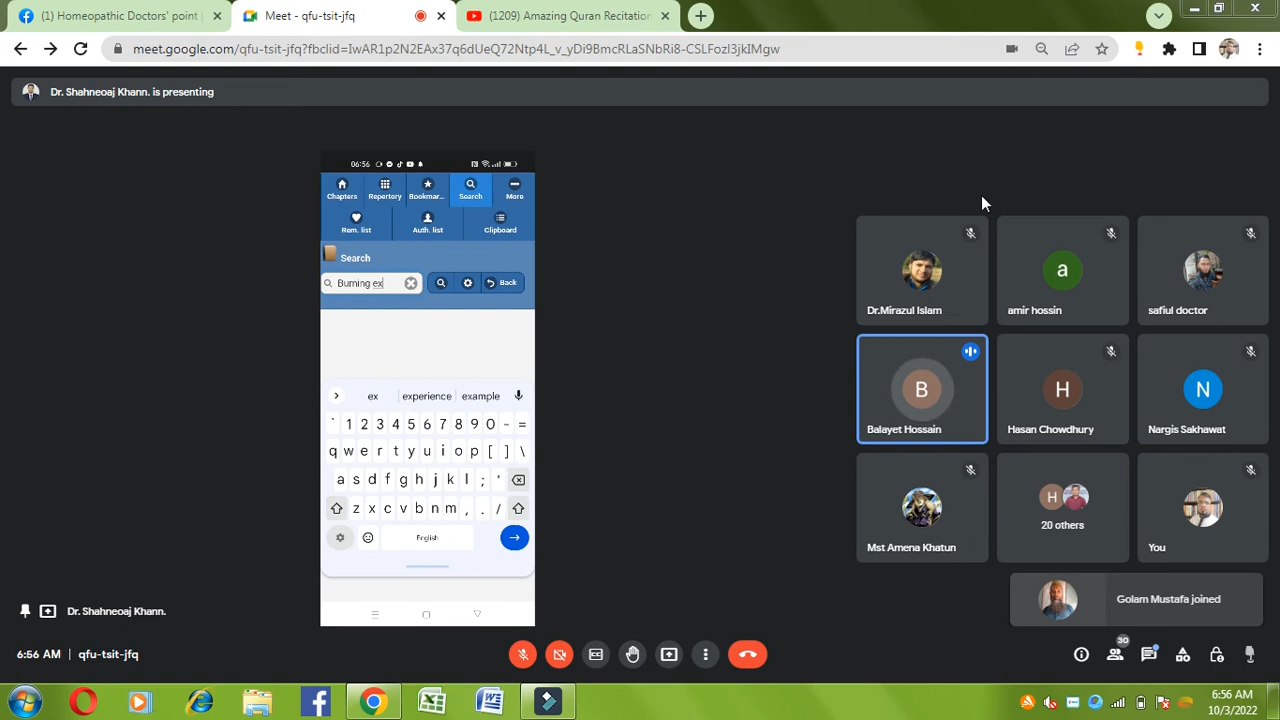 (1) Homeopathic Doctors' point |
Meet - qfu-tsit-jfq
(1209) Amazing Quran Recitation
meet.google.com/qfu-tsit-jfq?fbclid=IwAR1p2N2EAx37q6dUeQ72Nfp4L_v_yDi9BmcRLaSNbRi8-CSLFozI3jkIMgw
Dr. Shahneoaj Khann. is presenting
06:56
Chapters Repertory Bookmar... Search More
Rem. list Auth. list Clipboard
Search
Burning ex
Back
ex experience example
` 1 2 3 4 5 6 7 8 9 0 - =
q w e r t y u i o p [ ] \
a s d f g h j k l ; '
z x c v b n m , . /
English
Dr.Mirazul Islam
amir hossin
a
safiul doctor
B
Balayet Hossain
H
Hasan Chowdhury
N
Nargis Sakhawat
Mst Amena Khatun
H
20 others
You
Golam Mustafa joined
Dr. Shahneoaj Khann.
6:56 AM | qfu-tsit-jfq
30
6:56 AM
10/3/2022